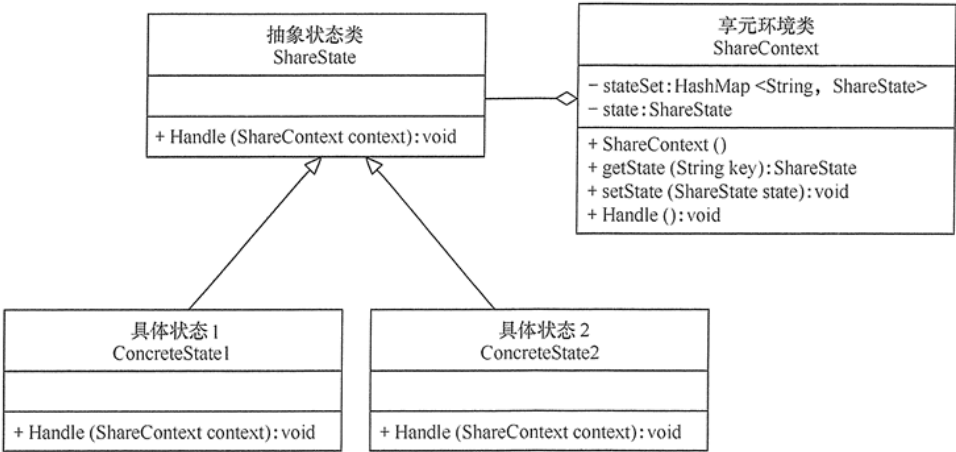 抽象状态类
ShareState
+ Handle (ShareContext context): void
享元环境类
ShareContext
- stateSet: HashMap <String, ShareState>
- state: ShareState
+ ShareContext ()
+ getState (String key): ShareState
+ setState (ShareState state): void
+ Handle (): void
具体状态1
ConcreteState1
+ Handle (ShareContext context): void
具体状态2
ConcreteState2
+ Handle (ShareContext context): void